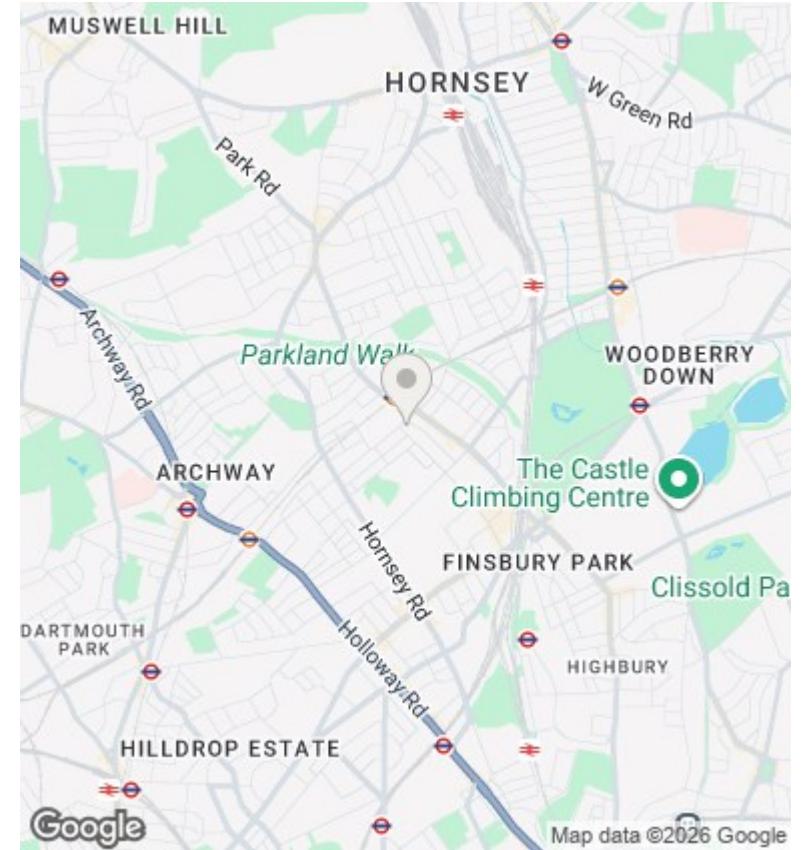 MUSWELL HILL
HORNSEY
W Green Rd
Park Rd
Archway Rd
Parkland Walk
WOODBERRY
DOWN
ARCHWAY
The Castle
Climbing Centre
Hornsey Rd
FINSBURY PARK
Clissold Pa
DARTMOUTH
PARK
Holloway Rd
HIGHBURY
HILLDROP ESTATE
Google
Map data ©2026 Google